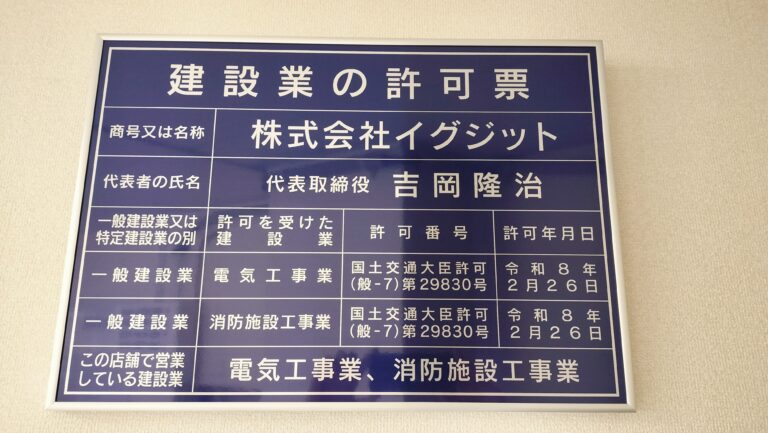 建設業の許可票
商号又は名称
株式会社イグジット
代表者の氏名
代表取締役 吉岡隆治
一般建設業又は
特定建設業の別
許可を受けた
建設業
許可番号
許可年月日
一般建設業
電気工事業
国土交通大臣許可
(般-7)第29830号
令和8年
2月26日
一般建設業
消防施設工事業
国土交通大臣許可
(般-7)第29830号
令和8年
2月26日
この店舗で営業
している建設業
電気工事業、消防施設工事業